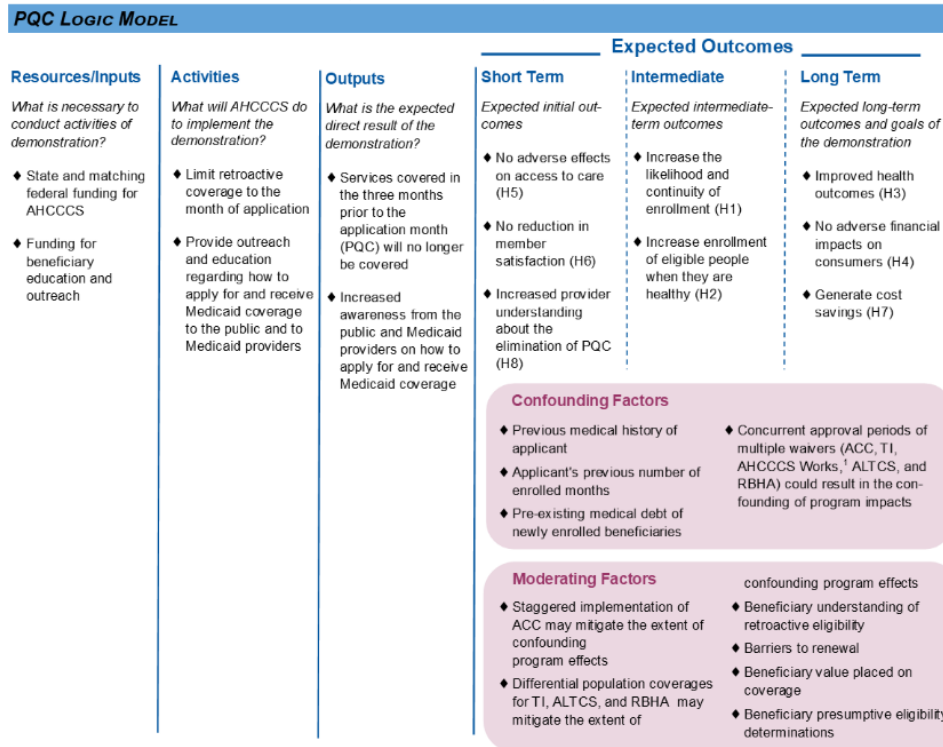 PQC LOGIC MODEL
Expected Outcomes
Resources/Inputs
What is necessary to
conduct activities of
demonstration?
♦ State and matching
federal funding for
AHCCCS
♦ Funding for
beneficiary
education and
outreach
Activities
What will AHCCCS do
to implement the
demonstration?
♦ Limit retroactive
coverage to the
month of application
♦ Provide outreach
and education
regarding how to
apply for and receive
Medicaid coverage
to the public and to
Medicaid providers
Outputs
What is the expected
direct result of the
demonstration?
♦ Services covered in
the three months
prior to the
application month
(PQC) will no longer
be covered
♦ Increased
awareness from the
public and Medicaid
providers on how to
apply for and receive
Medicaid coverage
Short Term
Expected initial out-
comes
♦ No adverse effects
on access to care
(H5)
♦ No reduction in
member
satisfaction (H6)
♦ Increased provider
understanding
about the
elimination of PQC
(H8)
Intermediate
Expected intermediate-
term outcomes
♦ Increase the
likelihood and
continuity of
enrollment (H1)
♦ Increase enrollment
of eligible people
when they are
healthy (H2)
Long Term
Expected long-term
outcomes and goals of
the demonstration
♦ Improved health
outcomes (H3)
♦ No adverse financial
impacts on
consumers (H4)
♦ Generate cost
savings (H7)
Confounding Factors
♦ Previous medical history of
applicant
♦ Applicant's previous number of
enrolled months
♦ Pre-existing medical debt of
newly enrolled beneficiaries
♦ Concurrent approval periods of
multiple waivers (ACC, TI,
AHCCCS Works,¹ ALTCS, and
RBHA) could result in the con-
founding of program impacts
Moderating Factors
♦ Staggered implementation of
ACC may mitigate the extent of
confounding
program effects
♦ Differential population coverages
for TI, ALTCS, and RBHA may
mitigate the extent of
confounding program effects
♦ Beneficiary understanding of
retroactive eligibility
♦ Barriers to renewal
♦ Beneficiary value placed on
coverage
♦ Beneficiary presumptive eligibility
determinations